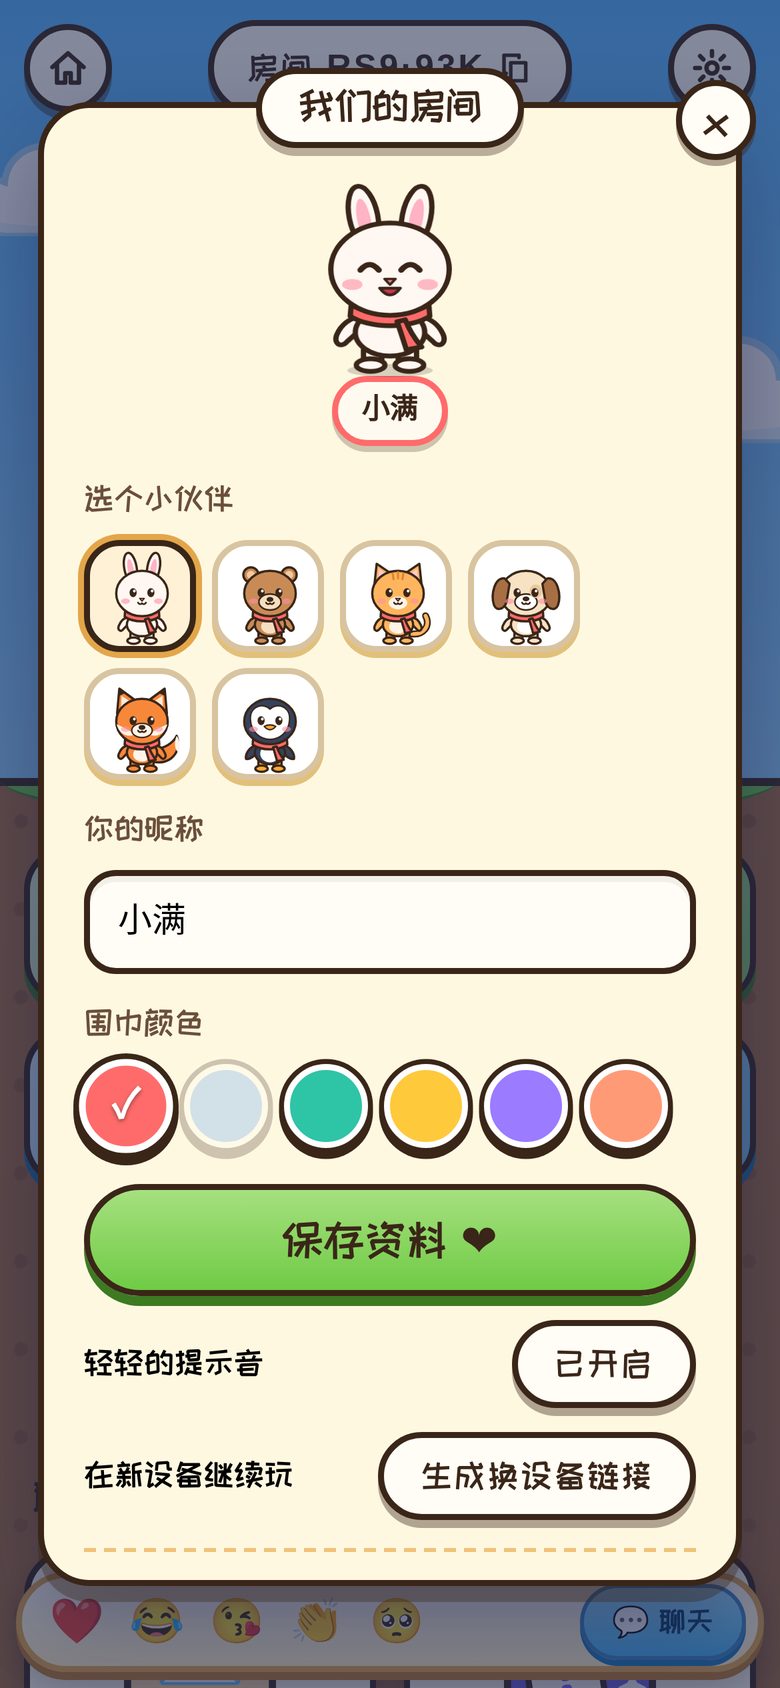 房间
我们的房间
小满
选个小伙伴
你的昵称
小满
围巾颜色
保存资料 ❤
轻轻的提示音
已开启
在新设备继续玩
生成换设备链接
聊天